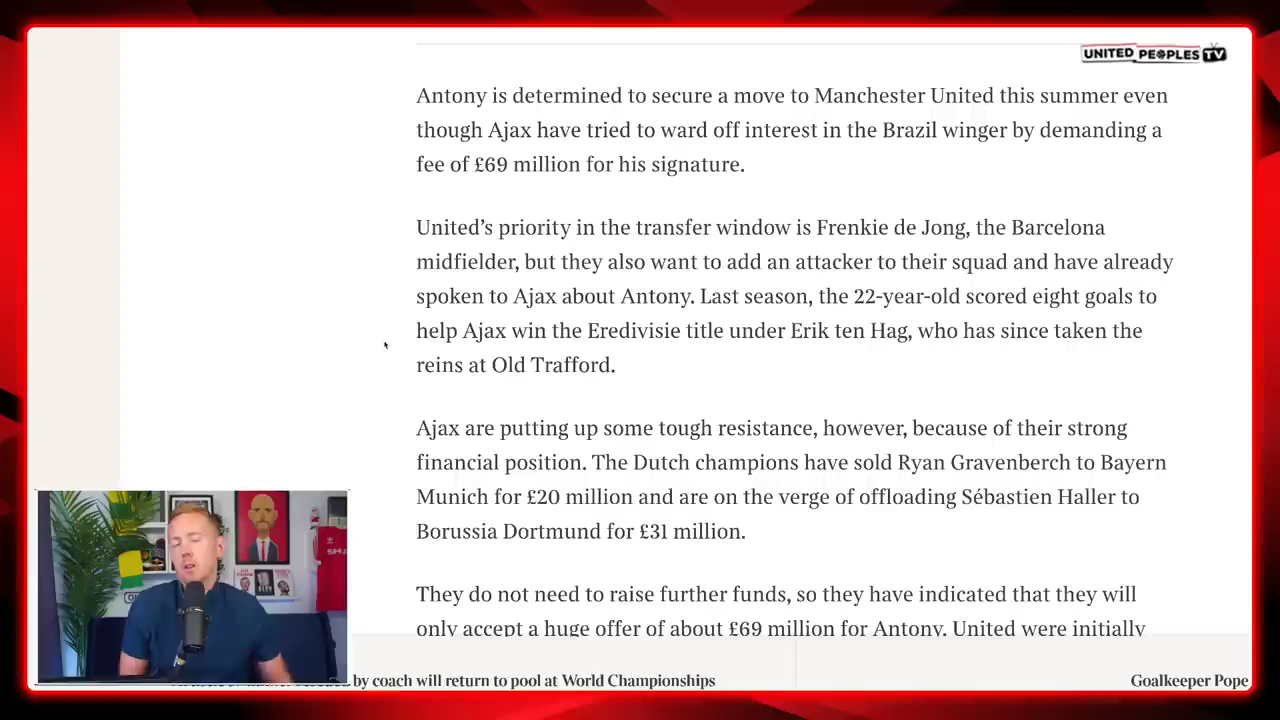 UNITED PEOPLES TV
Antony is determined to secure a move to Manchester United this summer even
though Ajax have tried to ward off interest in the Brazil winger by demanding a
fee of £69 million for his signature.
United’s priority in the transfer window is Frenkie de Jong, the Barcelona
midfielder, but they also want to add an attacker to their squad and have already
spoken to Ajax about Antony. Last season, the 22-year-old scored eight goals to
help Ajax win the Eredivisie title under Erik ten Hag, who has since taken the
reins at Old Trafford.
Ajax are putting up some tough resistance, however, because of their strong
financial position. The Dutch champions have sold Ryan Gravenberch to Bayern
Munich for £20 million and are on the verge of offloading Sébastien Haller to
Borussia Dortmund for £31 million.
They do not need to raise further funds, so they have indicated that they will
only accept a huge offer of about £69 million for Antony. United were initially
by coach will return to pool at World Championships
Goalkeeper Pope